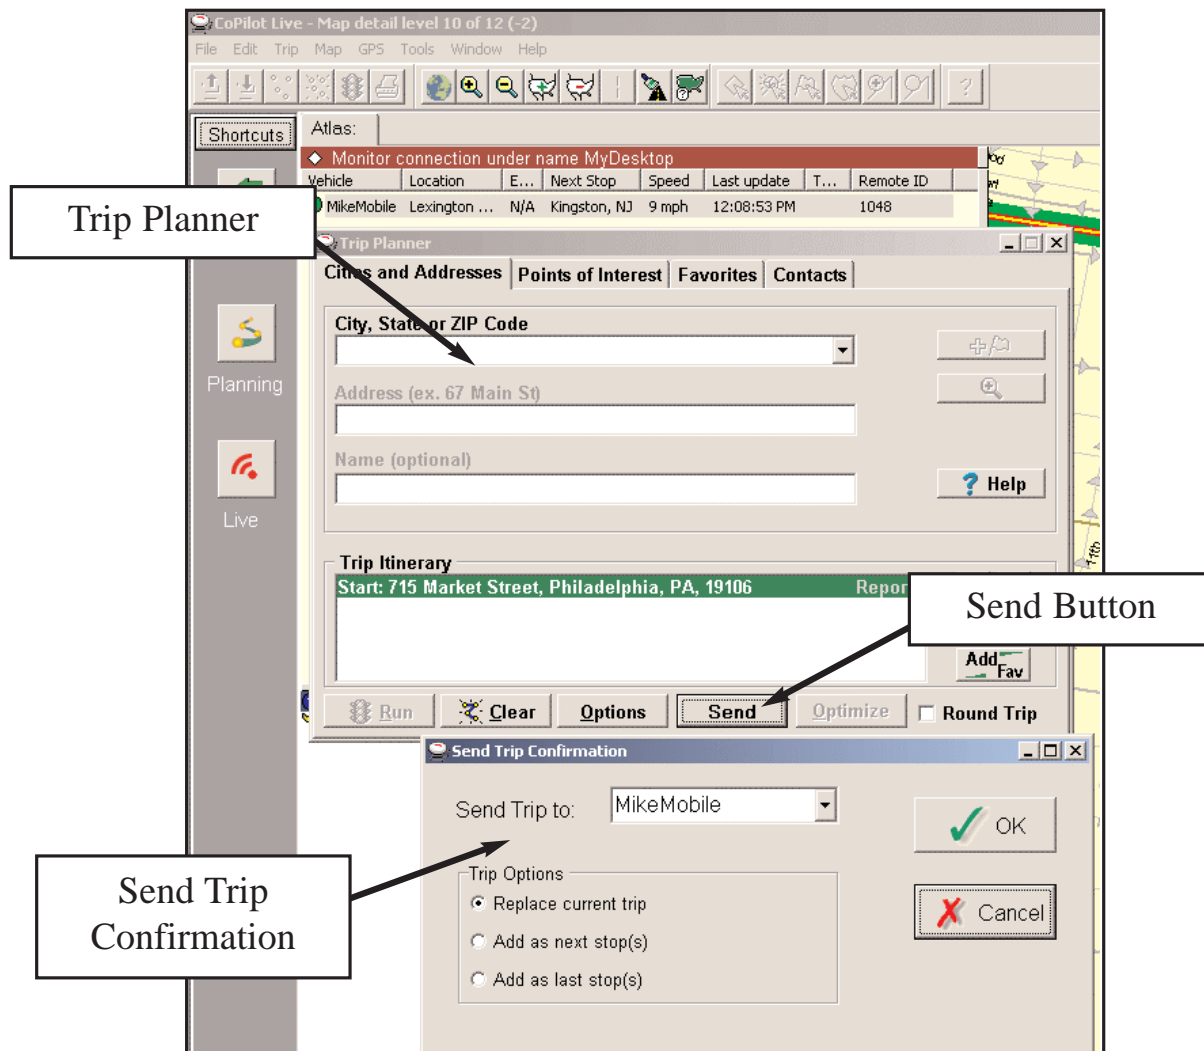 CoPilot Live - Map detail level 10 of 12 (-2)
File Edit Trip Map GPS Tools Window Help
Shortcuts
Atlas:
Monitor connection under name MyDesktop
Vehicle Location E... Next Stop Speed Last update T... Remote ID
MikeMobile Lexington ... N/A Kingston, NJ 9 mph 12:08:53 PM 1048
Trip Planner
Trip Planner
Cities and Addresses Points of Interest Favorites Contacts
City, State or ZIP Code
Planning
Address (ex. 67 Main St)
Name (optional)
Help
Live
11th
Trip Itinerary
Start: 715 Market Street, Philadelphia, PA, 19106 Repor
Send Button
Add Fav
Run Clear Options Send Optimize Round Trip
Send Trip Confirmation
Send Trip to: MikeMobile
OK
Trip Options
Send Trip
Confirmation
Replace current trip
Cancel
Add as next stop(s)
Add as last stop(s)